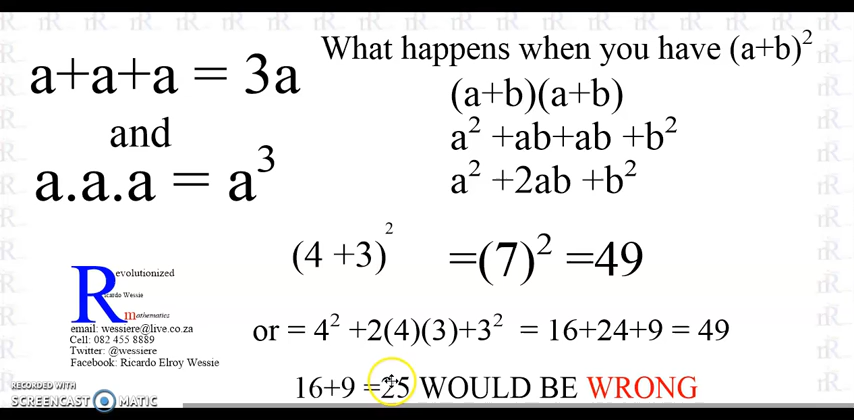 a+a+a = 3a
and
a.a.a = a³
What happens when you have (a+b)²
(a+b)(a+b)
a² +ab+ab +b²
a² +2ab +b²
(4 +3)² =(7)² =49
or = 4² +2(4)(3)+3² = 16+24+9 = 49
16+9 =25 WOULD BE WRONG
Revolutionized
Ricardo Wessie
mathematics
email: wessiere@live.co.za
Cell: 082 455 8889
Twitter: @wessiere
Facebook: Ricardo Elroy Wessie
RECORDED WITH
SCREENCAST MATIC